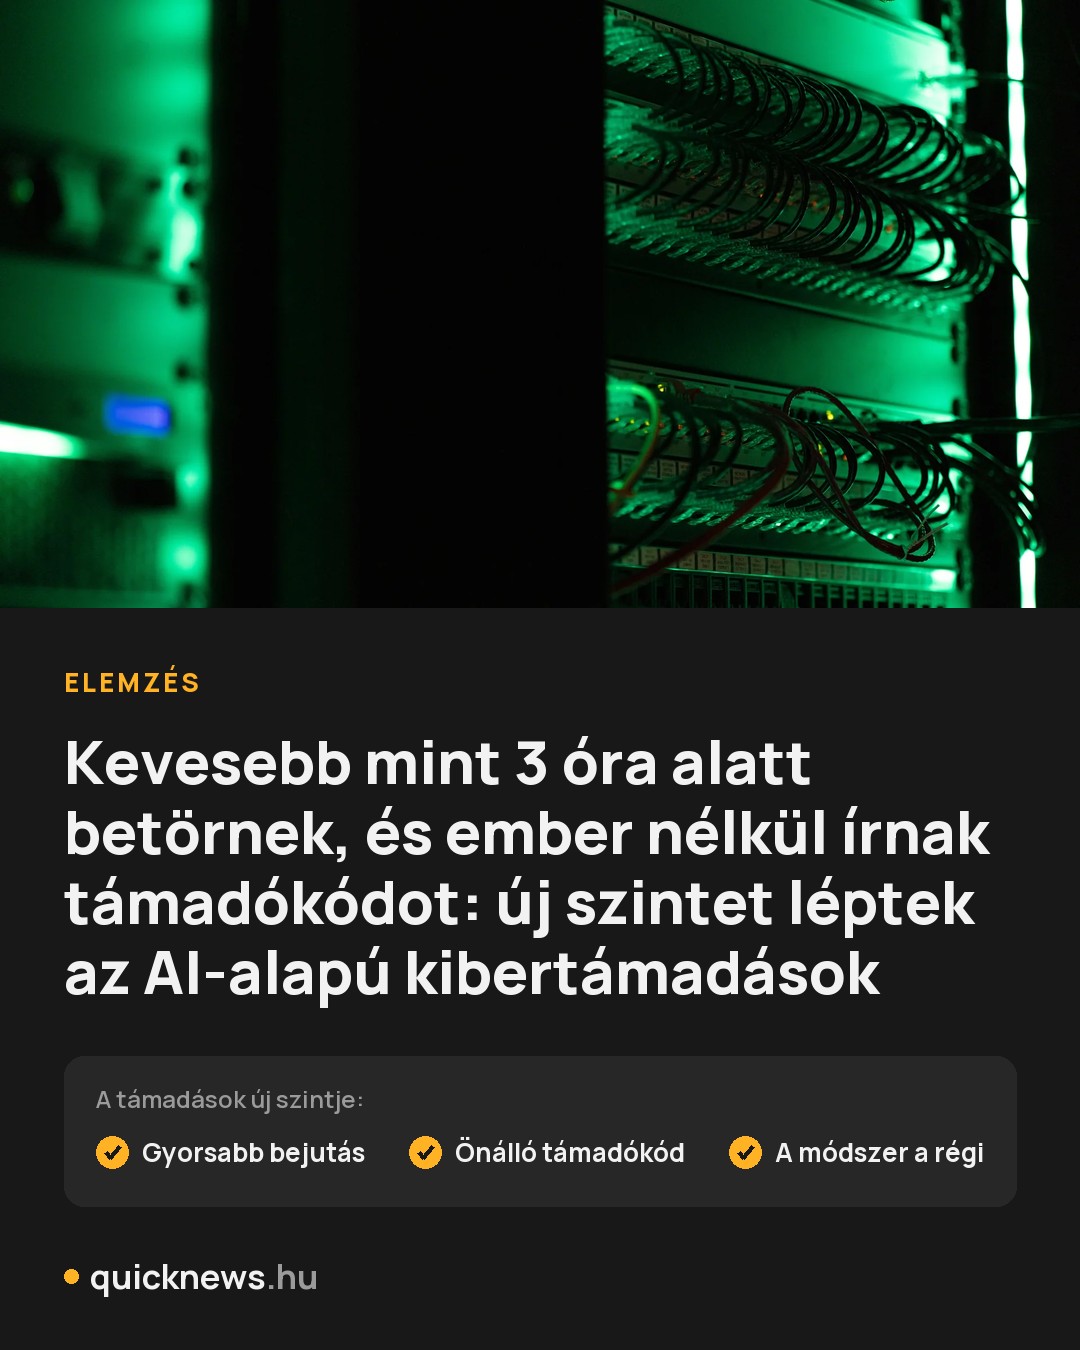 ELEMZÉS
Kevesebb mint 3 óra alatt
betörnek, és ember nélkül írnak
támadókódot: új szintet léptek
az AI-alapú kibertámadások
A támadások új szintje:
Gyorsabb bejutás Önálló támadókód A módszer a régi
quicknews.hu